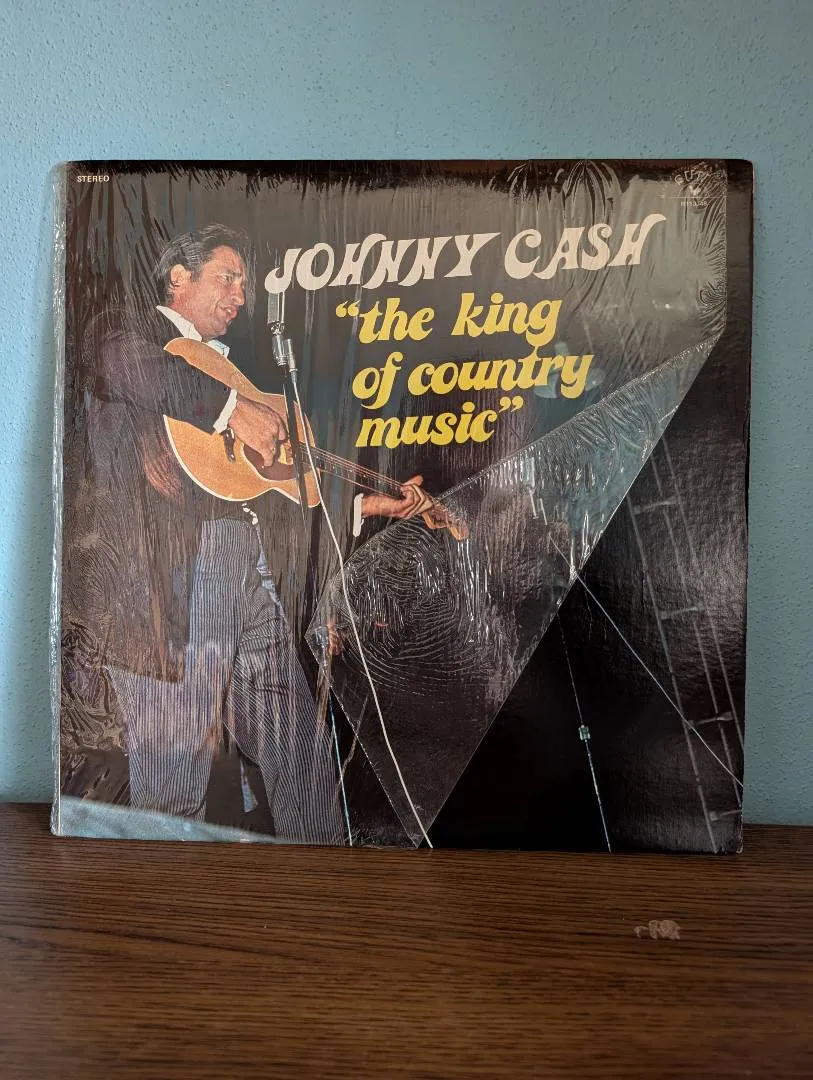 STEREO
JOHNNY CASH
“the king
of country
music”